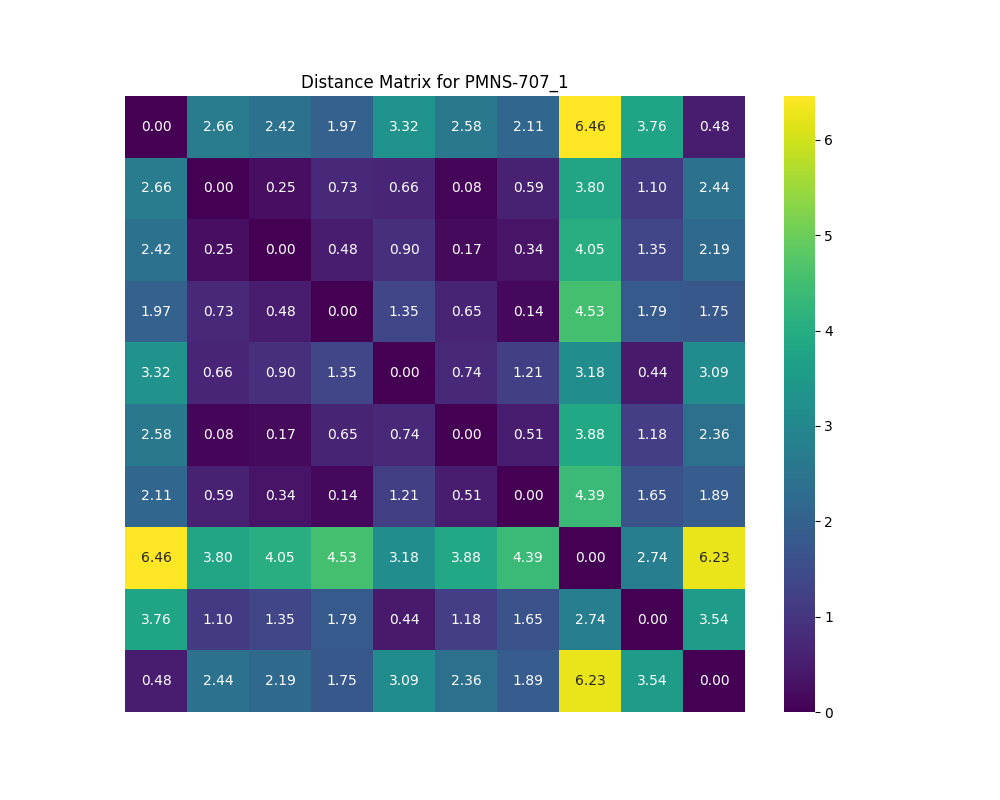 Distance Matrix for PMNS-707_1
0.00 2.66 2.42 1.97 3.32 2.58 2.11 6.46 3.76 0.48
2.66 0.00 0.25 0.73 0.66 0.08 0.59 3.80 1.10 2.44
2.42 0.25 0.00 0.48 0.90 0.17 0.34 4.05 1.35 2.19
1.97 0.73 0.48 0.00 1.35 0.65 0.14 4.53 1.79 1.75
3.32 0.66 0.90 1.35 0.00 0.74 1.21 3.18 0.44 3.09
2.58 0.08 0.17 0.65 0.74 0.00 0.51 3.88 1.18 2.36
2.11 0.59 0.34 0.14 1.21 0.51 0.00 4.39 1.65 1.89
6.46 3.80 4.05 4.53 3.18 3.88 4.39 0.00 2.74 6.23
3.76 1.10 1.35 1.79 0.44 1.18 1.65 2.74 0.00 3.54
0.48 2.44 2.19 1.75 3.09 2.36 1.89 6.23 3.54 0.00
6
5
4
3
2
1
0